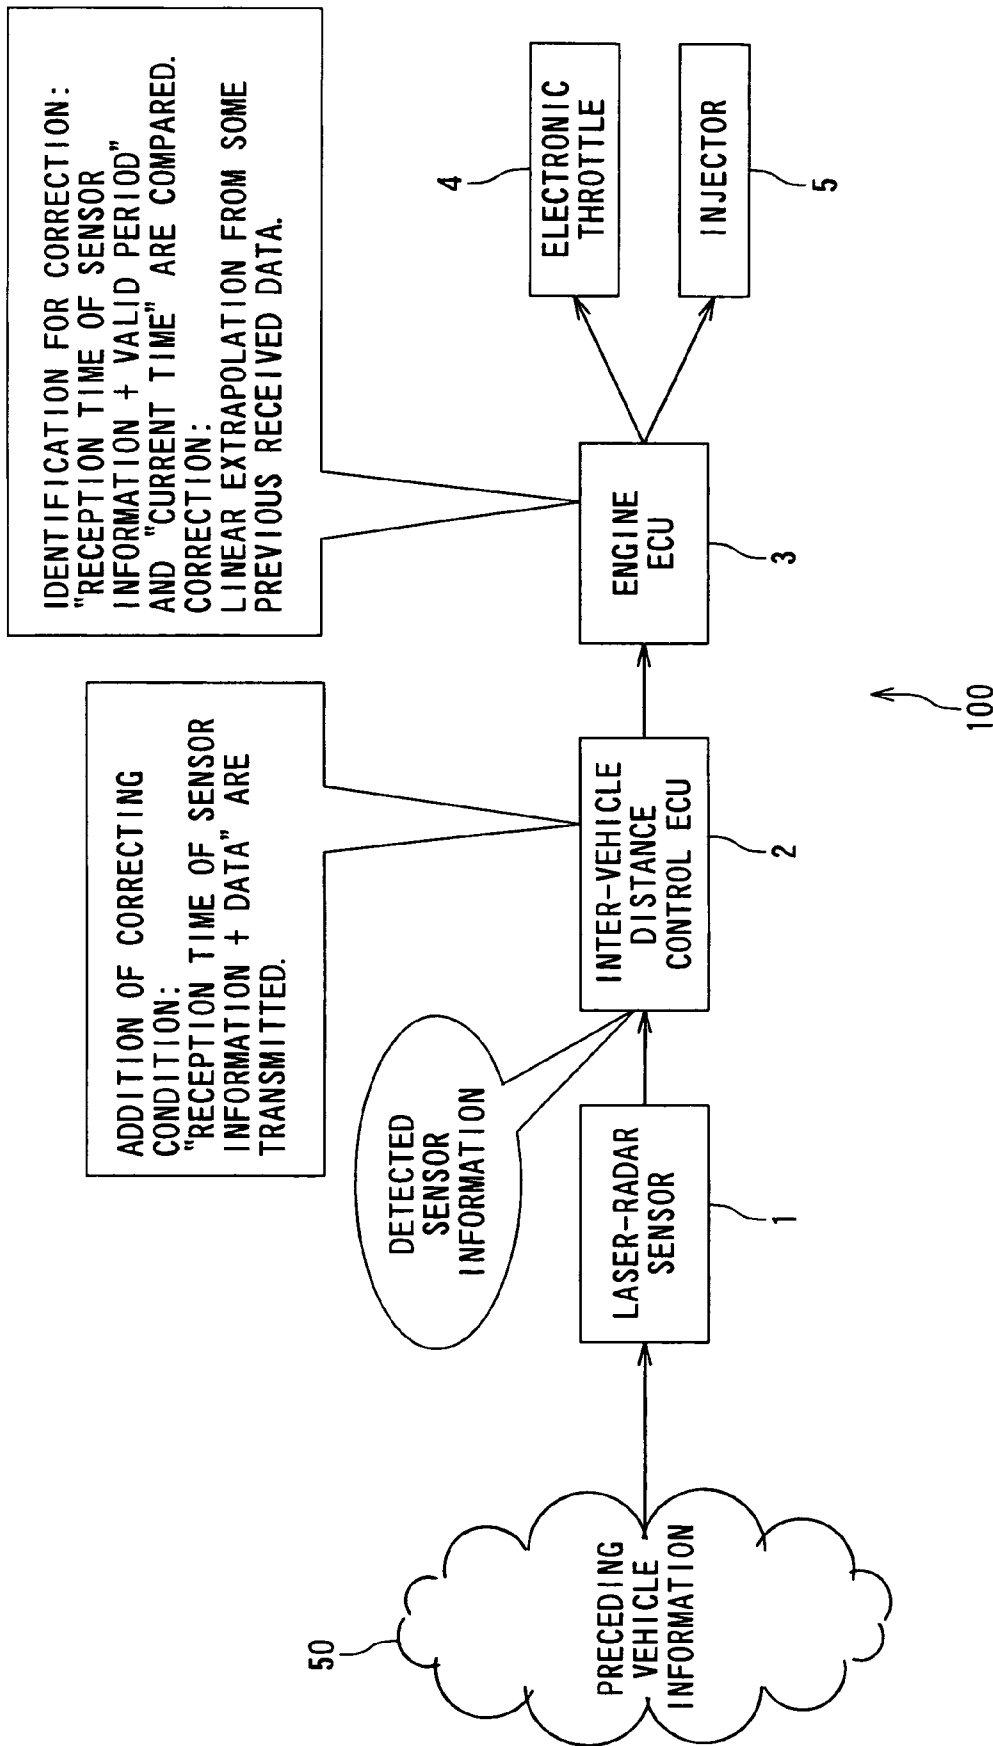 IDENTIFICATION FOR CORRECTION:
"RECEPTION TIME OF SENSOR
INFORMATION + VALID PERIOD"
AND "CURRENT TIME" ARE COMPARED.
CORRECTION:
LINEAR EXTRAPOLATION FROM SOME
PREVIOUS RECEIVED DATA.
ADDITION OF CORRECTING
CONDITION:
"RECEPTION TIME OF SENSOR
INFORMATION + DATA" ARE
TRANSMITTED.
DETECTED
SENSOR
INFORMATION
50
PRECEDING
VEHICLE
INFORMATION
LASER-RADAR
SENSOR
1
INTER-VEHICLE
DISTANCE
CONTROL ECU
2
ENGINE
ECU
3
4
ELECTRONIC
THROTTLE
INJECTOR
5
100